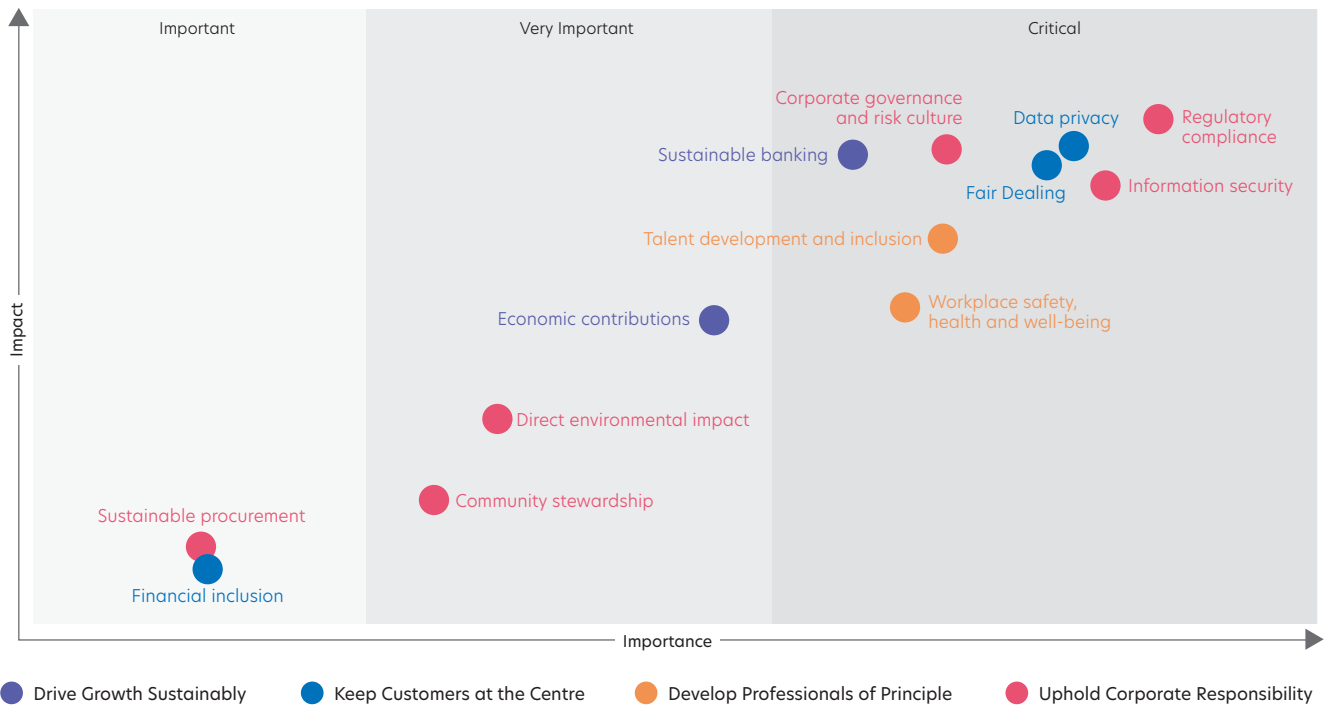 Important
Very Important
Critical
Corporate governance
and risk culture
Data privacy
Regulatory
compliance
Sustainable banking
Fair Dealing
Information security
Talent development and inclusion
Workplace safety,
health and well-being
Economic contributions
Impact
Direct environmental impact
Community stewardship
Sustainable procurement
Financial inclusion
Importance
Drive Growth Sustainably
Keep Customers at the Centre
Develop Professionals of Principle
Uphold Corporate Responsibility